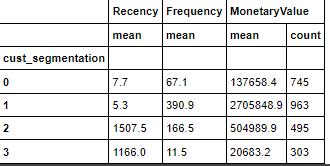 Recency Frequency MonetaryValue
mean mean mean count
cust_segmentation
0 7.7 67.1 137658.4 745
1 5.3 390.9 2705848.9 963
2 1507.5 166.5 504989.9 495
3 1166.0 11.5 20683.2 303